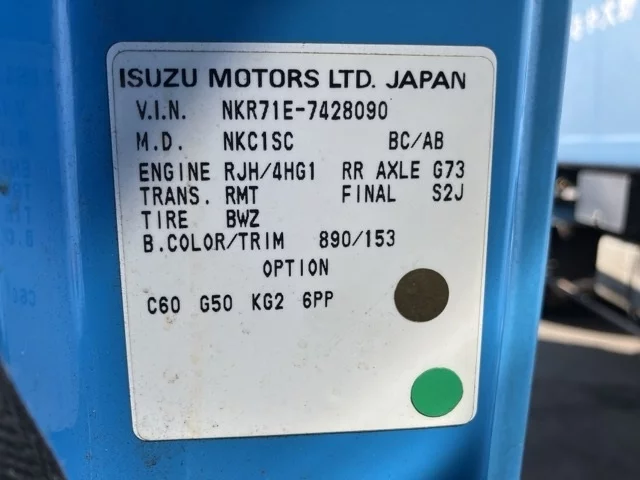 ISUZU MOTORS LTD. JAPAN
V.I.N. NKR71E-7428090
M.D. NKC1SC BC/AB
ENGINE RJH/4HG1 RR AXLE G73
TRANS. RMT FINAL S2J
TIRE BWZ
B.COLOR/TRIM 890/153
OPTION
C60 G50 KG2 6PP